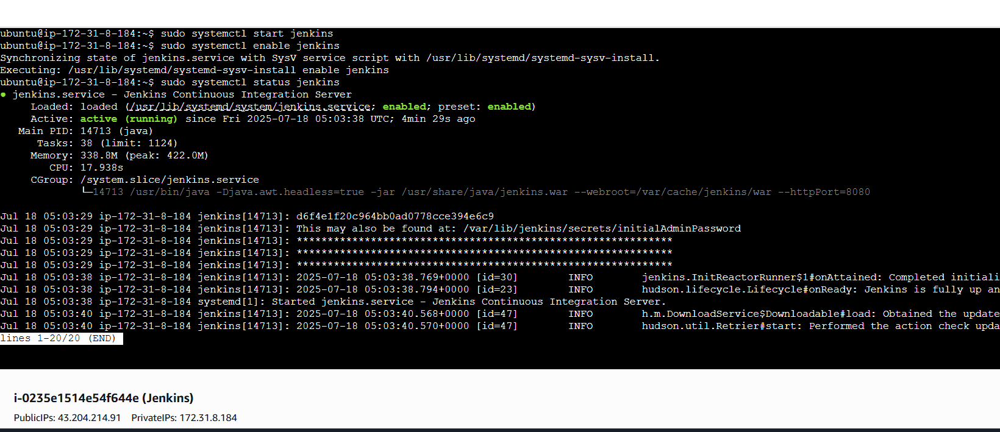 ubuntu@ip-172-31-8-184:~$ sudo systemctl start jenkins
ubuntu@ip-172-31-8-184:~$ sudo systemctl enable jenkins
Synchronizing state of jenkins.service with SysV service script with /usr/lib/systemd/systemd-sysv-install.
Executing: /usr/lib/systemd/systemd-sysv-install enable jenkins
ubuntu@ip-172-31-8-184:~$ sudo systemctl status jenkins
● jenkins.service - Jenkins Continuous Integration Server
     Loaded: loaded (/usr/lib/systemd/system/jenkins.service; enabled; preset: enabled)
     Active: active (running) since Fri 2025-07-18 05:03:38 UTC; 4min 29s ago
   Main PID: 14713 (java)
      Tasks: 38 (limit: 1124)
     Memory: 338.8M (peak: 422.0M)
        CPU: 17.938s
     CGroup: /system.slice/jenkins.service
             └─14713 /usr/bin/java -Djava.awt.headless=true -jar /usr/share/java/jenkins.war --webroot=/var/cache/jenkins/war --httpPort=8080
Jul 18 05:03:29 ip-172-31-8-184 jenkins[14713]: d6f4e1f20c964bb0ad0778cce394e6c9
Jul 18 05:03:29 ip-172-31-8-184 jenkins[14713]: This may also be found at: /var/lib/jenkins/secrets/initialAdminPassword
Jul 18 05:03:29 ip-172-31-8-184 jenkins[14713]: *************************************************************
Jul 18 05:03:29 ip-172-31-8-184 jenkins[14713]: *************************************************************
Jul 18 05:03:29 ip-172-31-8-184 jenkins[14713]: *************************************************************
Jul 18 05:03:38 ip-172-31-8-184 jenkins[14713]: 2025-07-18 05:03:38.769+0000 [id=30]        INFO        jenkins.InitReactorRunner$1#onAttained: Completed initiali
Jul 18 05:03:38 ip-172-31-8-184 jenkins[14713]: 2025-07-18 05:03:38.794+0000 [id=23]        INFO        hudson.lifecycle.Lifecycle#onReady: Jenkins is fully up an
Jul 18 05:03:38 ip-172-31-8-184 systemd[1]: Started jenkins.service - Jenkins Continuous Integration Server.
Jul 18 05:03:40 ip-172-31-8-184 jenkins[14713]: 2025-07-18 05:03:40.568+0000 [id=47]        INFO        h.m.DownloadService$Downloadable#load: Obtained the update
Jul 18 05:03:40 ip-172-31-8-184 jenkins[14713]: 2025-07-18 05:03:40.570+0000 [id=47]        INFO        hudson.util.Retrier#start: Performed the action check upda
lines 1-20/20 (END)
i-0235e1514e54f644e (Jenkins)
PublicIPs: 43.204.214.91    PrivateIPs: 172.31.8.184